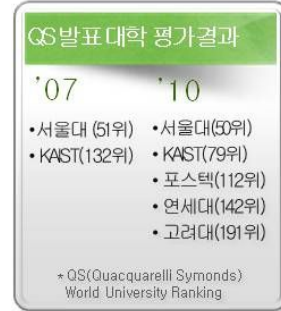 QS발표 대학 평가결과
'07
'10
•서울대 (51위)
•KAIST(132위)
•서울대(50위)
•KAIST(79위)
•포스텍(112위)
•연세대(142위)
•고려대(191위)
*QS(Quacquarelli Symonds)
World University Ranking